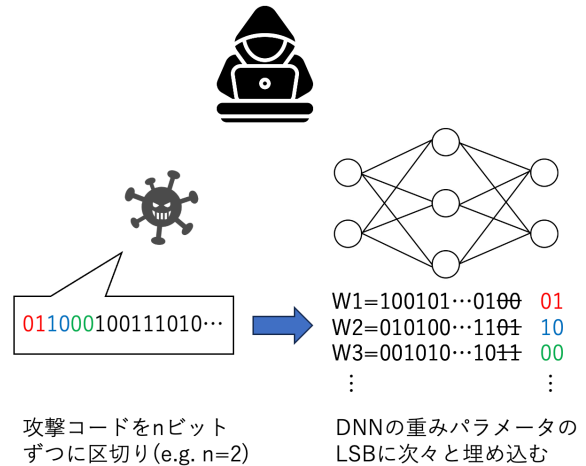 011000100111010…
W1=100101…0100 01
W2=010100…1101 10
W3=001010…1011 00
⋮ ⋮
攻撃コードをnビット
ずつに区切り(e.g. n=2)
DNNの重みパラメータの
LSBに次々と埋め込む